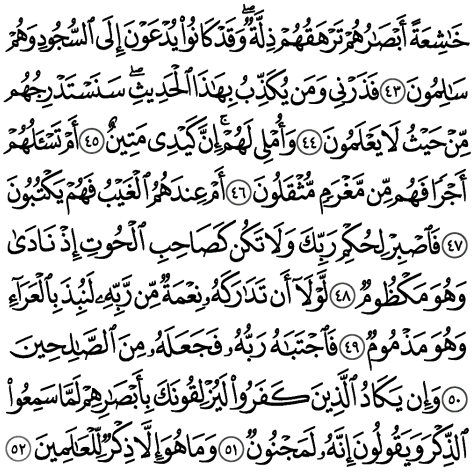 خَٰشِعَةً أَبْصَٰرُهُمْ تَرْهَقُهُمْ ذِلَّةٌ ۖ وَقَدْ كَانُوا۟ يُدْعَوْنَ إِلَى ٱلسُّجُودِ وَهُمْ
سَٰلِمُونَ ٤٣ فَذَرْنِى وَمَن يُكَذِّبُ بِهَٰذَا ٱلْحَدِيثِ ۖ سَنَسْتَدْرِجُهُم
مِّنْ حَيْثُ لَا يَعْلَمُونَ ٤٤ وَأُمْلِى لَهُمْ ۚ إِنَّ كَيْدِى مَتِينٌ ٤٥ أَمْ تَسْـَٔلُهُمْ
أَجْرًا فَهُم مِّن مَّغْرَمٍ مُّثْقَلُونَ ٤٦ أَمْ عِندَهُمُ ٱلْغَيْبُ فَهُمْ يَكْتُبُونَ
٤٧ فَٱصْبِرْ لِحُكْمِ رَبِّكَ وَلَا تَكُن كَصَاحِبِ ٱلْحُوتِ إِذْ نَادَىٰ
وَهُوَ مَكْظُومٌ ٤٨ لَّوْلَآ أَن تَدَٰرَكَهُۥ نِعْمَةٌ مِّن رَّبِّهِۦ لَنُبِذَ بِٱلْعَرَآءِ
وَهُوَ مَذْمُومٌ ٤٩ فَٱجْتَبَٰهُ رَبُّهُۥ فَجَعَلَهُۥ مِنَ ٱلصَّٰلِحِينَ
٥٠ وَإِن يَكَادُ ٱلَّذِينَ كَفَرُوا۟ لَيُزْلِقُونَكَ بِأَبْصَٰرِهِمْ لَمَّا سَمِعُوا۟
ٱلذِّكْرَ وَيَقُولُونَ إِنَّهُۥ لَمَجْنُونٌ ٥١ وَمَا هُوَ إِلَّا ذِكْرٌ لِّلْعَٰلَمِينَ ٥٢